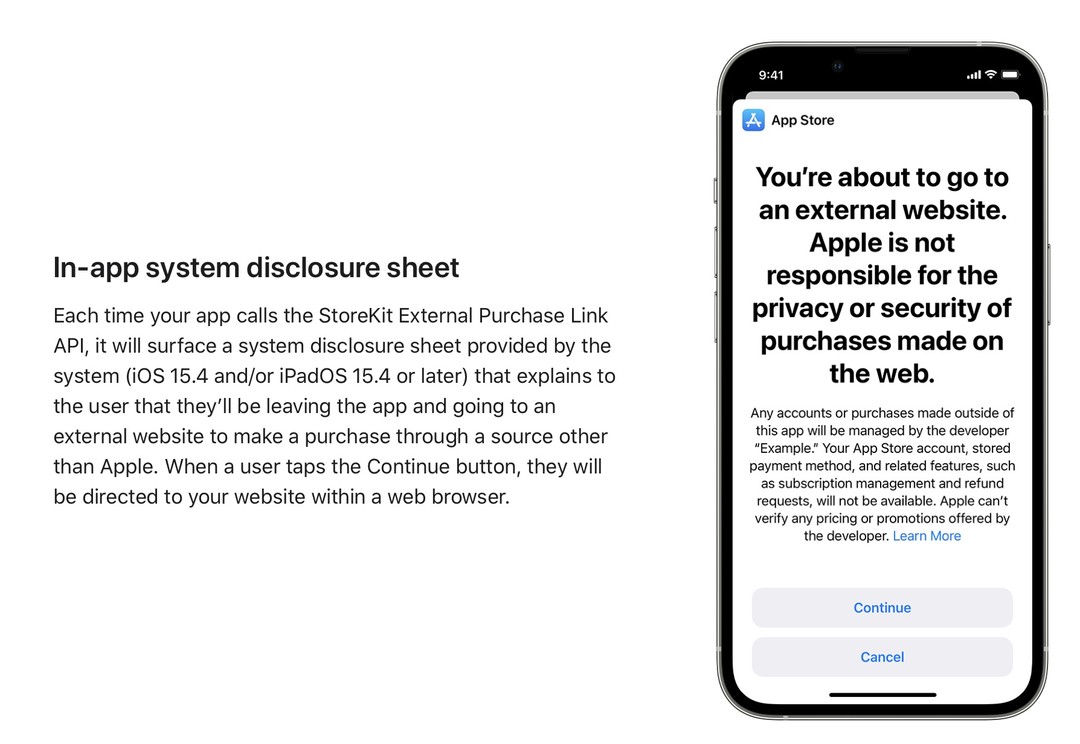 In-app system disclosure sheet
Each time your app calls the StoreKit External Purchase Link
API, it will surface a system disclosure sheet provided by the
system (iOS 15.4 and/or iPadOS 15.4 or later) that explains to
the user that they’ll be leaving the app and going to an
external website to make a purchase through a source other
than Apple. When a user taps the Continue button, they will
be directed to your website within a web browser.
9:41
App Store
You’re about to go to
an external website.
Apple is not
responsible for the
privacy or security of
purchases made on
the web.
Any accounts or purchases made outside of
this app will be managed by the developer
“Example.” Your App Store account, stored
payment method, and related features, such
as subscription management and refund
requests, will not be available. Apple can’t
verify any pricing or promotions offered by
the developer. Learn More
Continue
Cancel